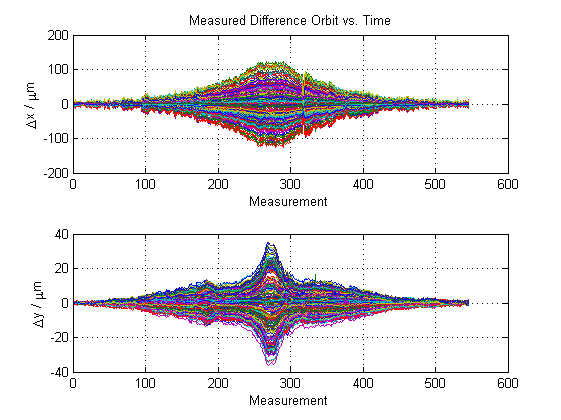 Measured Difference Orbit vs. Time
200
100
0
-100
-200
Δx / μm
0 100 200 300 400 500 600
Measurement
40
20
0
-20
-40
Δy / μm
0 100 200 300 400 500 600
Measurement